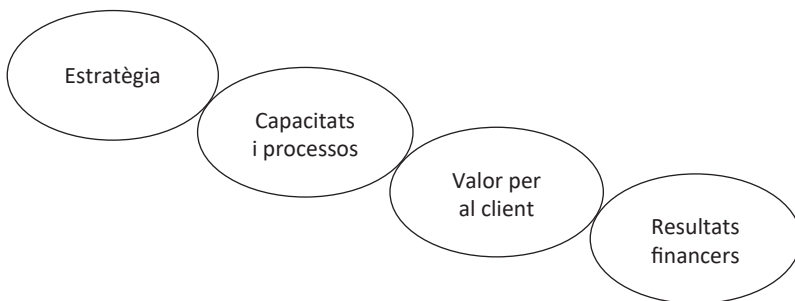 Estratègia
Capacitats
i processos
Valor per
al client
Resultats
financers